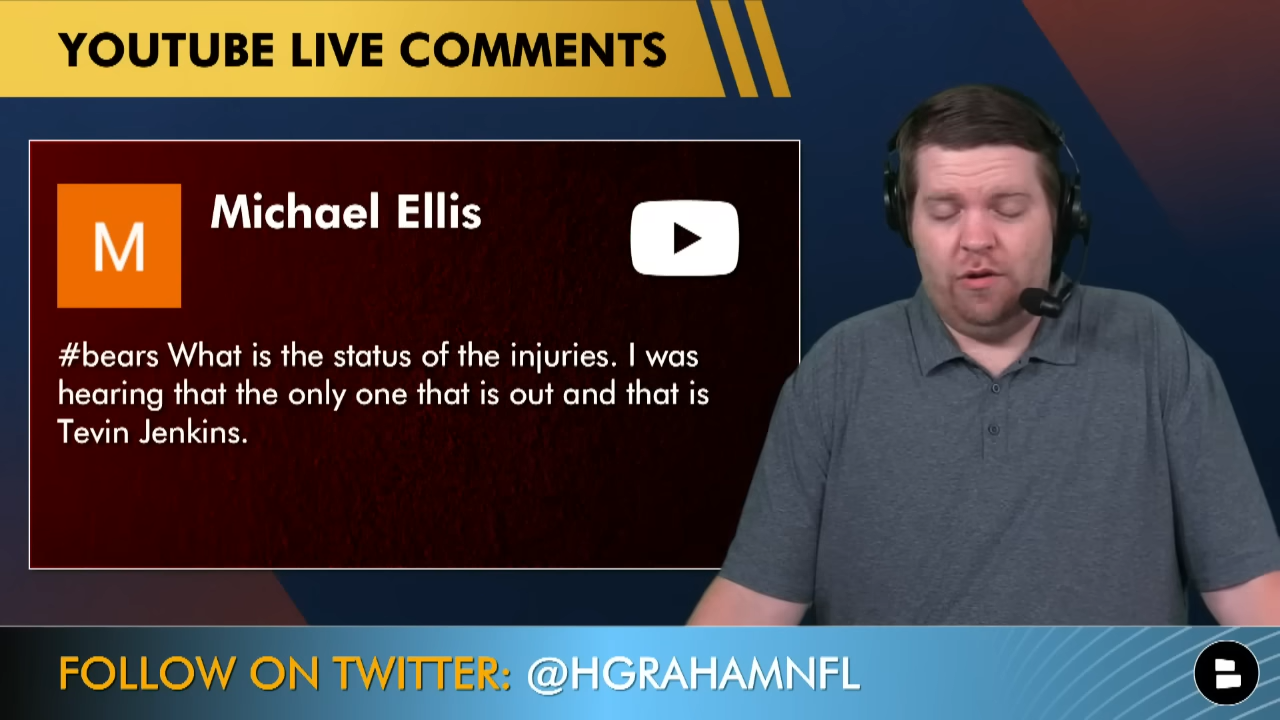 YOUTUBE LIVE COMMENTS
M
Michael Ellis
#bears What is the status of the injuries. I was
hearing that the only one that is out and that is
Tevin Jenkins.
FOLLOW ON TWITTER: @HGRAHAMNFL